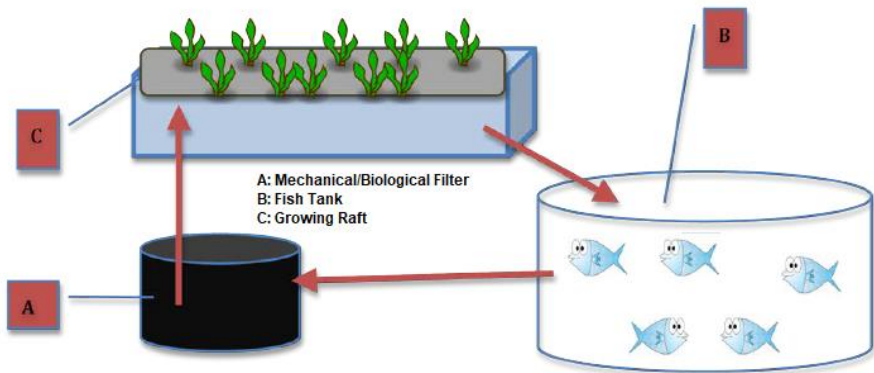 B
C
A: Mechanical/Biological Filter
B: Fish Tank
C: Growing Raft
A